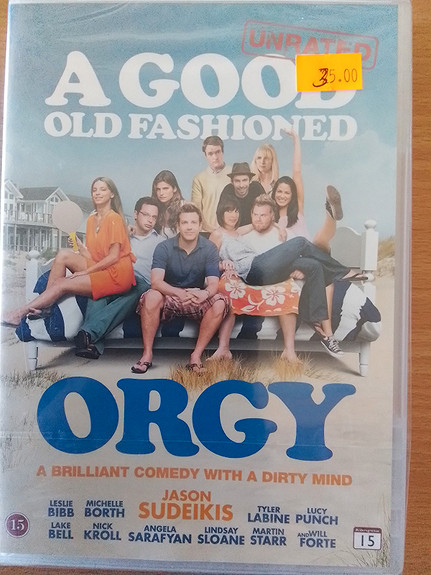 UNRATED
35.00
A GOOD
OLD FASHIONED
ORGY
A BRILLIANT COMEDY WITH A DIRTY MIND
LESLIE BIBB
MICHELLE BORTH
JASON SUDEIKIS
TYLER LABINE
LUCY PUNCH
LAKE BELL
NICK KROLL
ANGELA SARAFYAN
LINDSAY SLOANE
MARTIN STARR
AND WILL FORTE
15
15